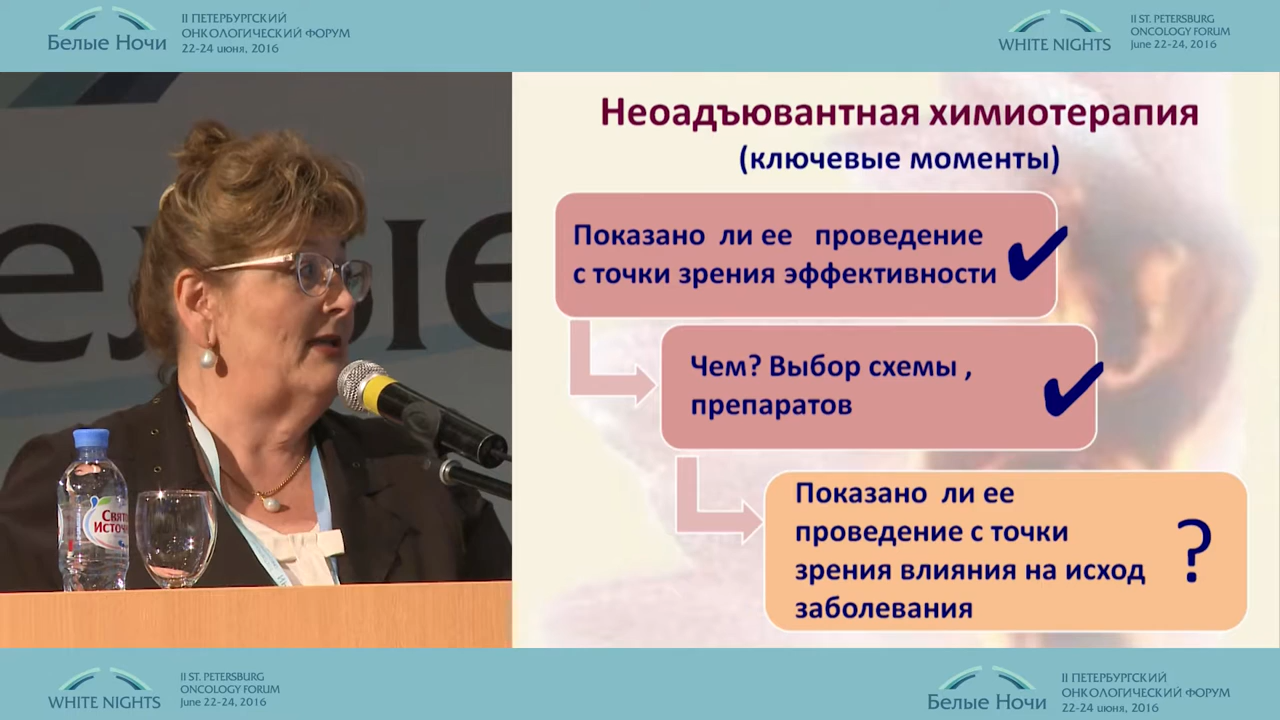 Белые Ночи
II ПЕТЕРБУРГСКИЙ
ОНКОЛОГИЧЕСКИЙ ФОРУМ
22-24 июня, 2016
WHITE NIGHTS
II ST. PETERSBURG
ONCOLOGY FORUM
June 22-24, 2016
Неоадъювантная химиотерапия
(ключевые моменты)
Показано ли ее проведение
с точки зрения эффективности
Чем? Выбор схемы ,
препаратов
Показано ли ее
проведение с точки
зрения влияния на исход
заболевания
?
WHITE NIGHTS
II ST. PETERSBURG
ONCOLOGY FORUM
June 22-24, 2016
Белые Ночи
II ПЕТЕРБУРГСКИЙ
ОНКОЛОГИЧЕСКИЙ ФОРУМ
22-24 июня, 2016